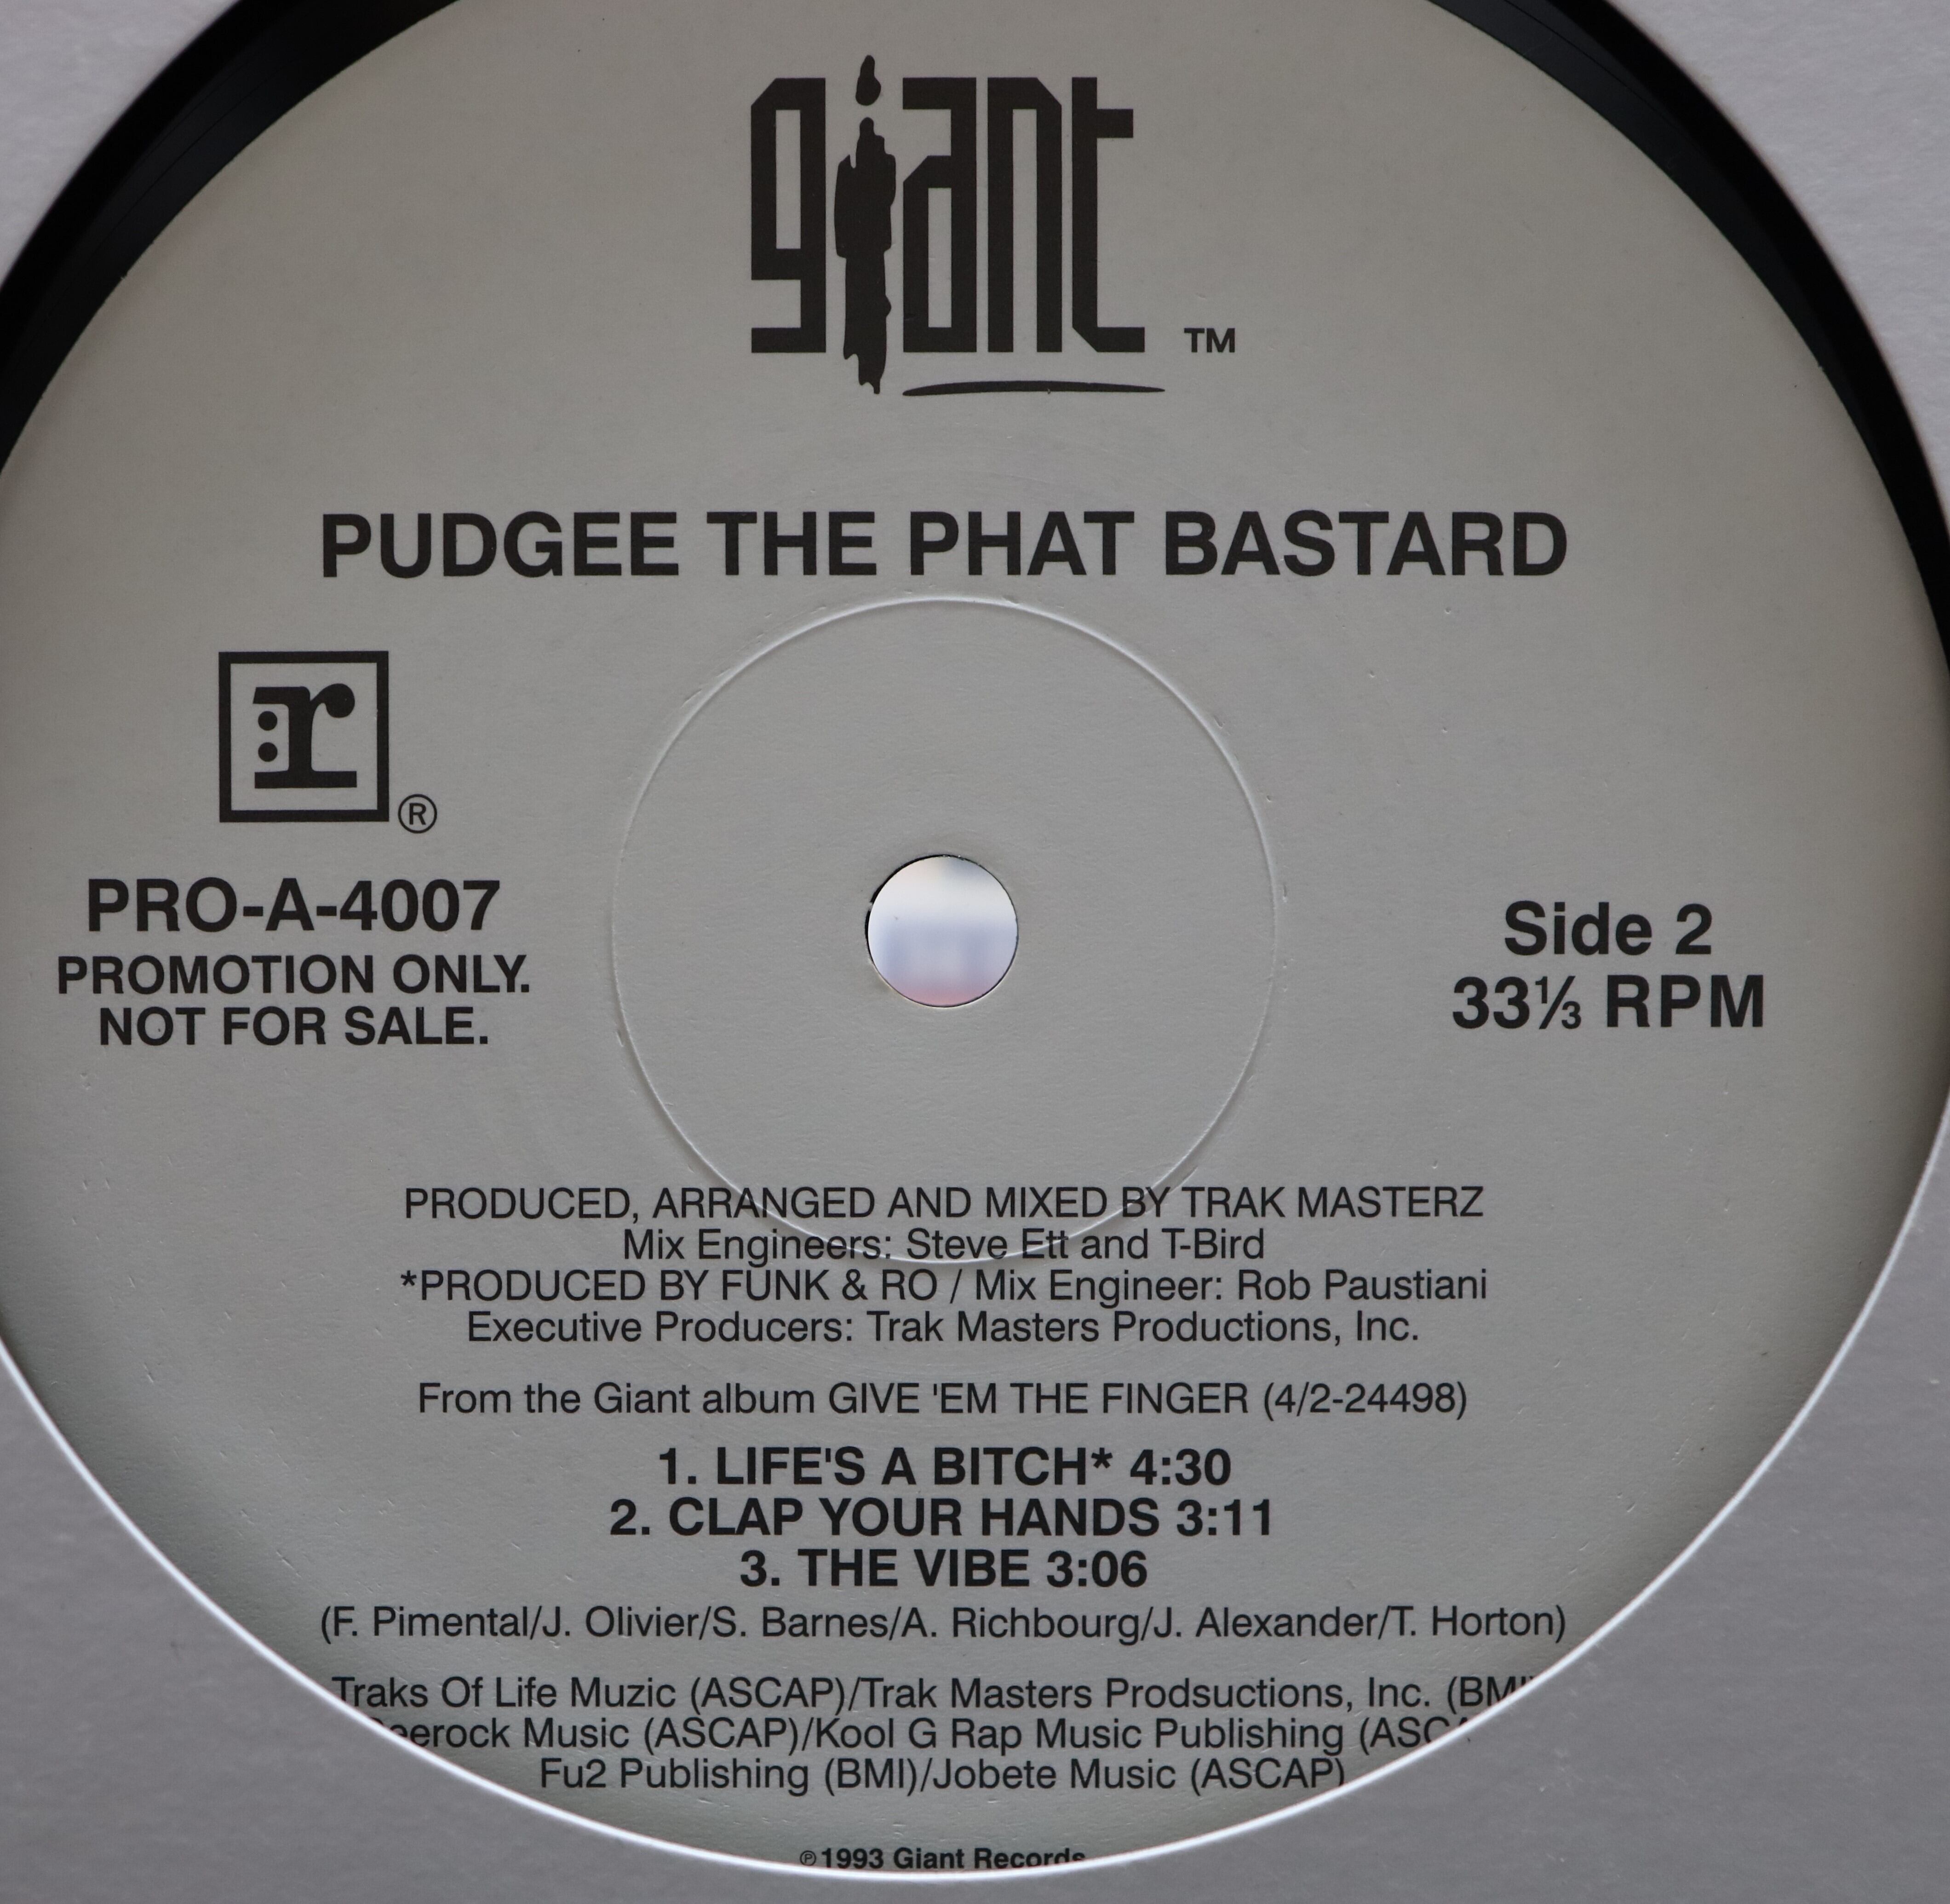 giant TM
PUDGEE THE PHAT BASTARD
r ®
PRO-A-4007
PROMOTION ONLY.
NOT FOR SALE.
Side 2
33⅓ RPM
PRODUCED, ARRANGED AND MIXED BY TRAK MASTERZ
Mix Engineers: Steve Ett and T-Bird
*PRODUCED BY FUNK & RO / Mix Engineer: Rob Paustiani
Executive Producers: Trak Masters Productions, Inc.
From the Giant album GIVE 'EM THE FINGER (4/2-24498)
1. LIFE'S A BITCH* 4:30
2. CLAP YOUR HANDS 3:11
3. THE VIBE 3:06
(F. Pimental/J. Olivier/S. Barnes/A. Richbourg/J. Alexander/T. Horton)
Traks Of Life Muzic (ASCAP)/Trak Masters Prodsuctions, Inc. (BMI
Music (ASCAP)/Kool G Rap Music Publishing
Fu2 Publishing (BMI)/Jobete Music (ASCAP)
℗1993 Giant Records